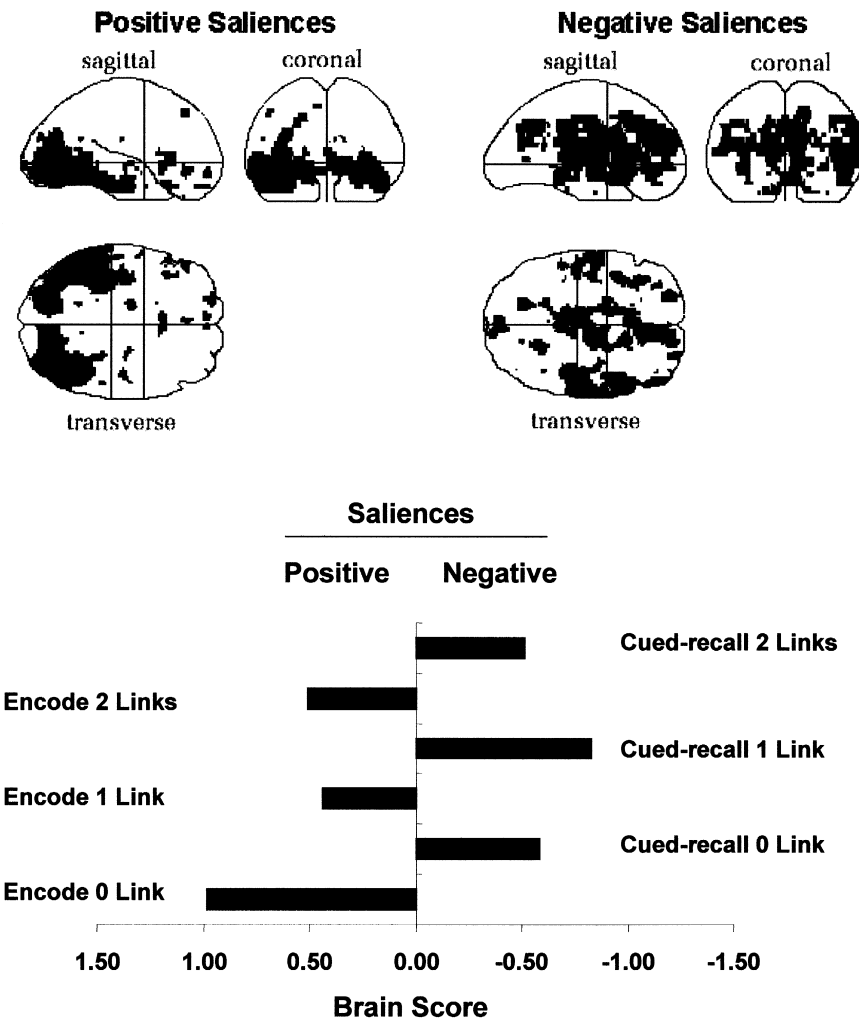 Positive Saliences
Negative Saliences
sagittal
coronal
sagittal
coronal
transverse
transverse
Saliences
Positive
Negative
Cued-recall 2 Links
Encode 2 Links
Cued-recall 1 Link
Encode 1 Link
Cued-recall 0 Link
Encode 0 Link
1.50 1.00 0.50 0.00 -0.50 -1.00 -1.50
Brain Score